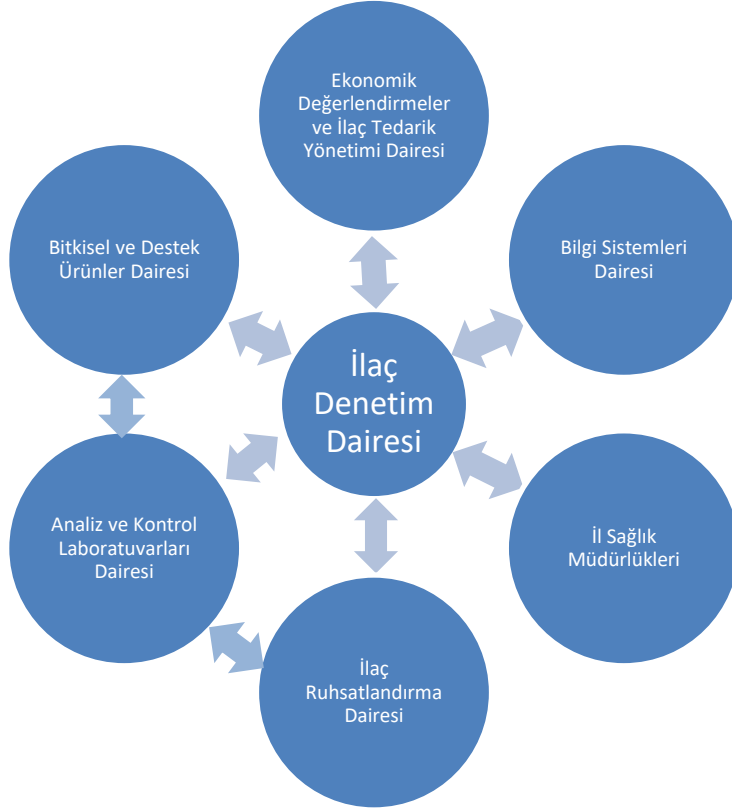 Ekonomik
Değerlendirmeler
ve İlaç Tedarik
Yönetimi Dairesi
Bitkisel ve Destek
Ürünler Dairesi
Bilgi Sistemleri
Dairesi
İlaç
Denetim
Dairesi
Analiz ve Kontrol
Laboratuvarları
Dairesi
İl Sağlık
Müdürlükleri
İlaç
Ruhsatlandırma
Dairesi